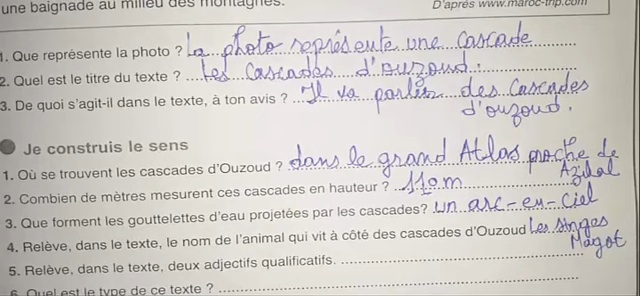 une baignade au milieu des montagnes.
D'après www.maroc-trip.com
1. Que représente la photo ? La photo représente une cascade
2. Quel est le titre du texte ? Les Cascades d'ouzoud.
3. De quoi s'agit-il dans le texte, à ton avis ? Il va parler des Cascades
d'ouzoud.
Je construis le sens
1. Où se trouvent les cascades d'Ouzoud ? dans le grand Atlas proche de
Azilal
2. Combien de mètres mesurent ces cascades en hauteur ? 110m
3. Que forment les gouttelettes d'eau projetées par les cascades? un arc-en-ciel
4. Relève, dans le texte, le nom de l'animal qui vit à côté des cascades d'Ouzoud Les singes
Magot
5. Relève, dans le texte, deux adjectifs qualificatifs.
6. Quel est le type de ce texte ?